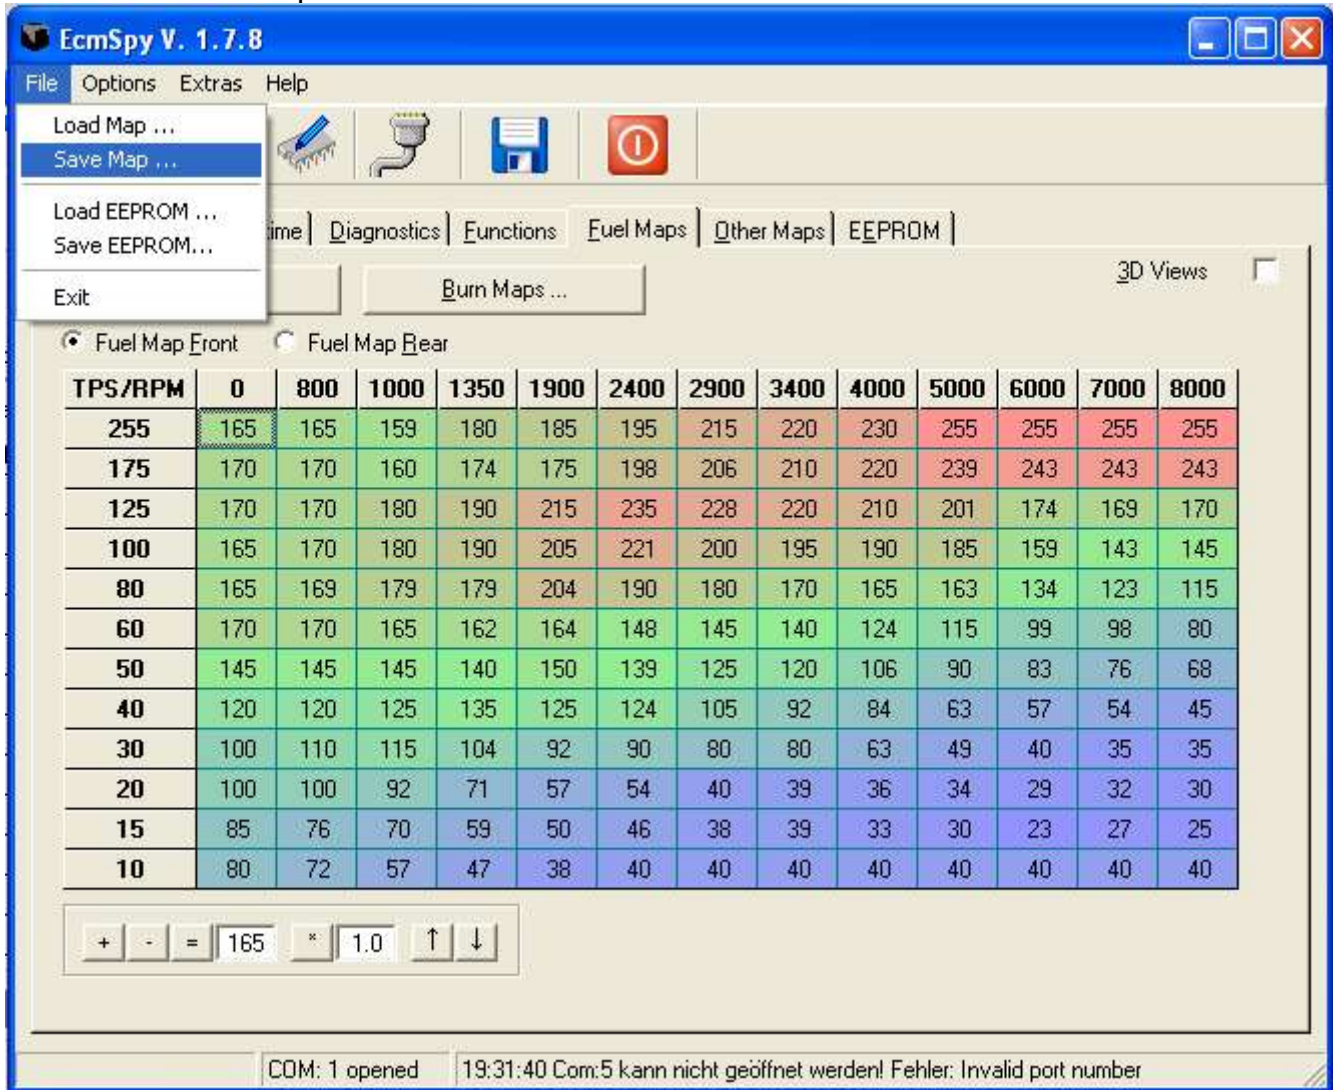 EcmSpy V. 1.7.8
File Options Extras Help
Load Map ...
Save Map ...
Load EEPROM ...
Save EEPROM...
Exit
ime Diagnostics Functions Fuel Maps Other Maps EEPROM
Burn Maps ...
3D Views
Fuel Map Front Fuel Map Rear
TPS/RPM 0 800 1000 1350 1900 2400 2900 3400 4000 5000 6000 7000 8000
255 165 165 159 180 185 195 215 220 230 255 255 255 255
175 170 170 160 174 175 198 206 210 220 239 243 243 243
125 170 170 180 190 215 235 228 220 210 201 174 169 170
100 165 170 180 190 205 221 200 195 190 185 159 143 145
80 165 169 179 179 204 190 180 170 165 163 134 123 115
60 170 170 165 162 164 148 145 140 124 115 99 98 80
50 145 145 145 140 150 139 125 120 106 90 83 76 68
40 120 120 125 135 125 124 105 92 84 63 57 54 45
30 100 110 115 104 92 90 80 80 63 49 40 35 35
20 100 100 92 71 57 54 40 39 36 34 29 32 30
15 85 76 70 59 50 46 38 39 33 30 23 27 25
10 80 72 57 47 38 40 40 40 40 40 40 40 40
+ - = 165 * 1.0 ↑ ↓
COM: 1 opened 19:31:40 Com:5 kann nicht geöffnet werden! Fehler: Invalid port number